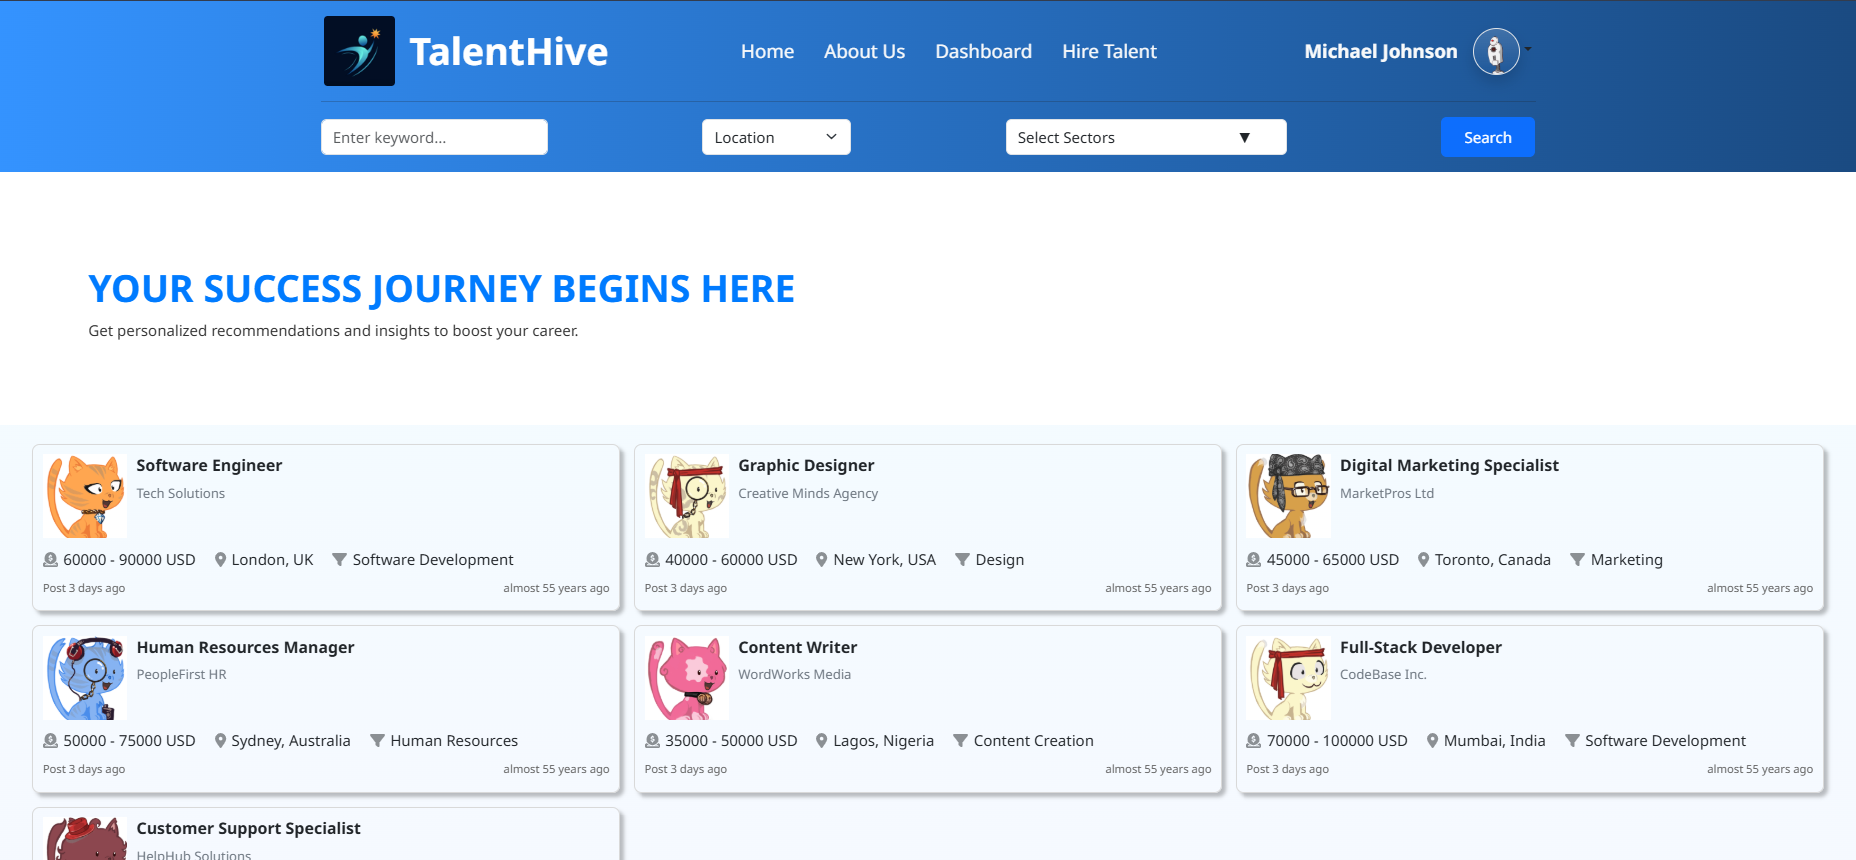 TalentHive
Home About Us Dashboard Hire Talent
Michael Johnson
Enter keyword...
Location
Select Sectors
Search
YOUR SUCCESS JOURNEY BEGINS HERE
Get personalized recommendations and insights to boost your career.
Software Engineer
Tech Solutions
60000 - 90000 USD London, UK Software Development
Post 3 days ago almost 55 years ago
Graphic Designer
Creative Minds Agency
40000 - 60000 USD New York, USA Design
Post 3 days ago almost 55 years ago
Digital Marketing Specialist
MarketPros Ltd
45000 - 65000 USD Toronto, Canada Marketing
Post 3 days ago almost 55 years ago
Human Resources Manager
PeopleFirst HR
50000 - 75000 USD Sydney, Australia Human Resources
Post 3 days ago almost 55 years ago
Content Writer
WordWorks Media
35000 - 50000 USD Lagos, Nigeria Content Creation
Post 3 days ago almost 55 years ago
Full-Stack Developer
CodeBase Inc.
70000 - 100000 USD Mumbai, India Software Development
Post 3 days ago almost 55 years ago
Customer Support Specialist
HelpHub Solutions